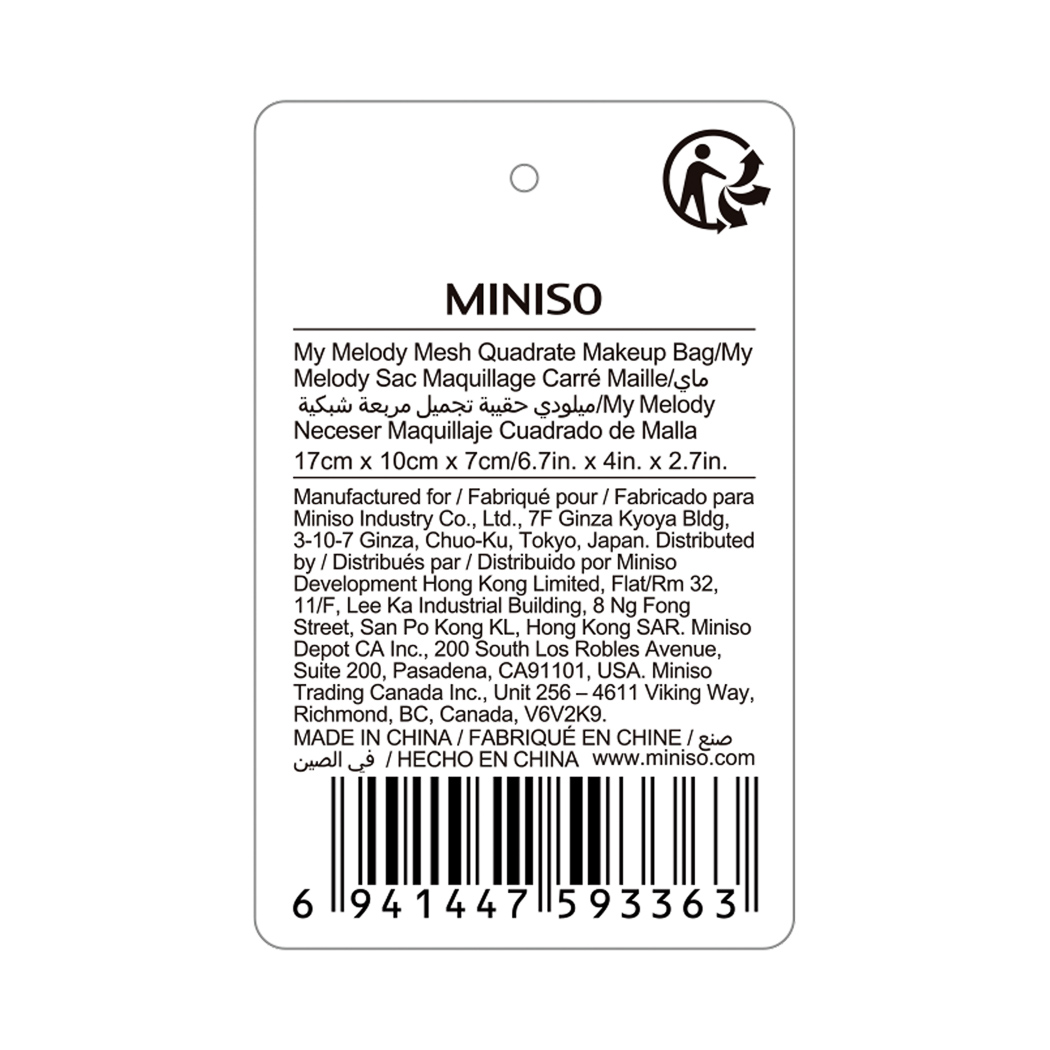 MINISO
My Melody Mesh Quadrate Makeup Bag/My
Melody Sac Maquillage Carré Maille/ماي
ميلودي حقيبة تجميل مربعة شبكية/My Melody
Neceser Maquillaje Cuadrado de Malla
17cm x 10cm x 7cm/6.7in. x 4in. x 2.7in.
Manufactured for / Fabriqué pour / Fabricado para
Miniso Industry Co., Ltd., 7F Ginza Kyoya Bldg,
3-10-7 Ginza, Chuo-Ku, Tokyo, Japan. Distributed
by / Distribués par / Distribuido por Miniso
Development Hong Kong Limited, Flat/Rm 32,
11/F, Lee Ka Industrial Building, 8 Ng Fong
Street, San Po Kong KL, Hong Kong SAR. Miniso
Depot CA Inc., 200 South Los Robles Avenue,
Suite 200, Pasadena, CA91101, USA. Miniso
Trading Canada Inc., Unit 256 – 4611 Viking Way,
Richmond, BC, Canada, V6V2K9.
MADE IN CHINA / FABRIQUÉ EN CHINE / صنع
في الصين / HECHO EN CHINA www.miniso.com
6 941447 593363